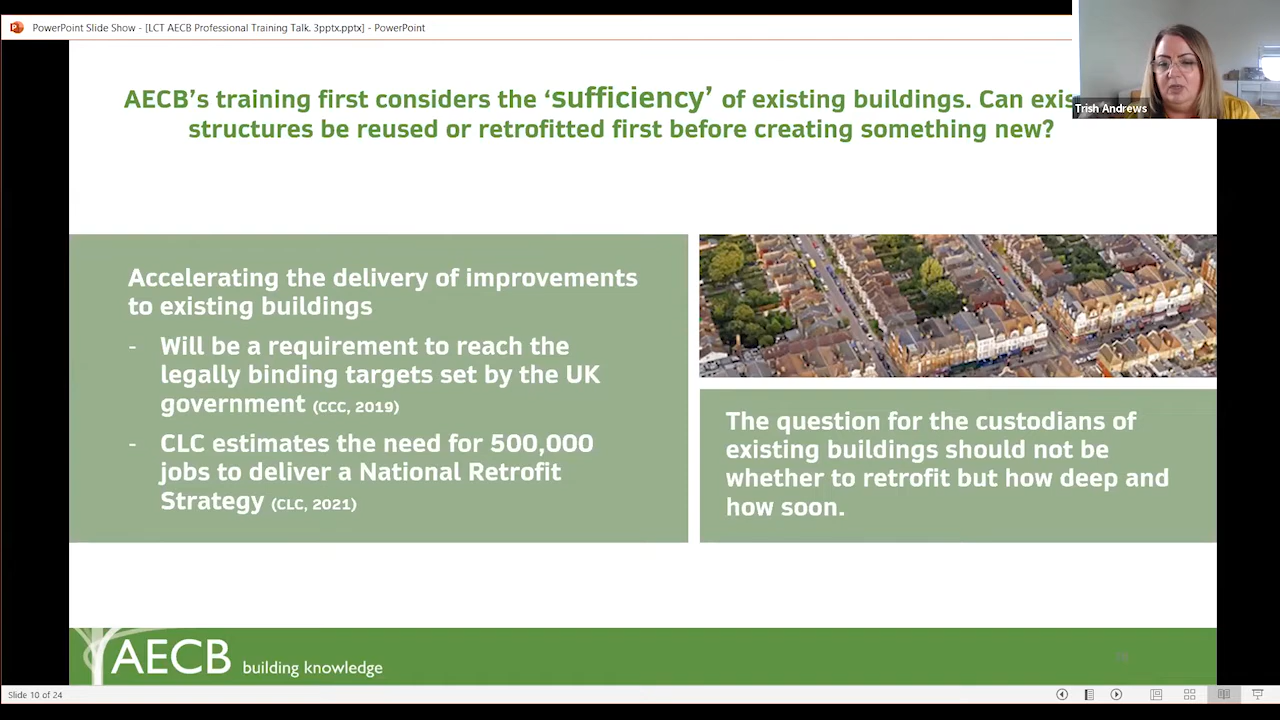 PowerPoint Slide Show - [LCT AECB Professional Training Talk. 3pptx.pptx] - PowerPoint
Trish Andrews
AECB's training first considers the ‘sufficiency’ of existing buildings. Can exis
structures be reused or retrofitted first before creating something new?
Accelerating the delivery of improvements
to existing buildings
- Will be a requirement to reach the
legally binding targets set by the UK
government (CCC, 2019)
- CLC estimates the need for 500,000
jobs to deliver a National Retrofit
Strategy (CLC, 2021)
The question for the custodians of
existing buildings should not be
whether to retrofit but how deep and
how soon.
AECB building knowledge
Slide 10 of 24